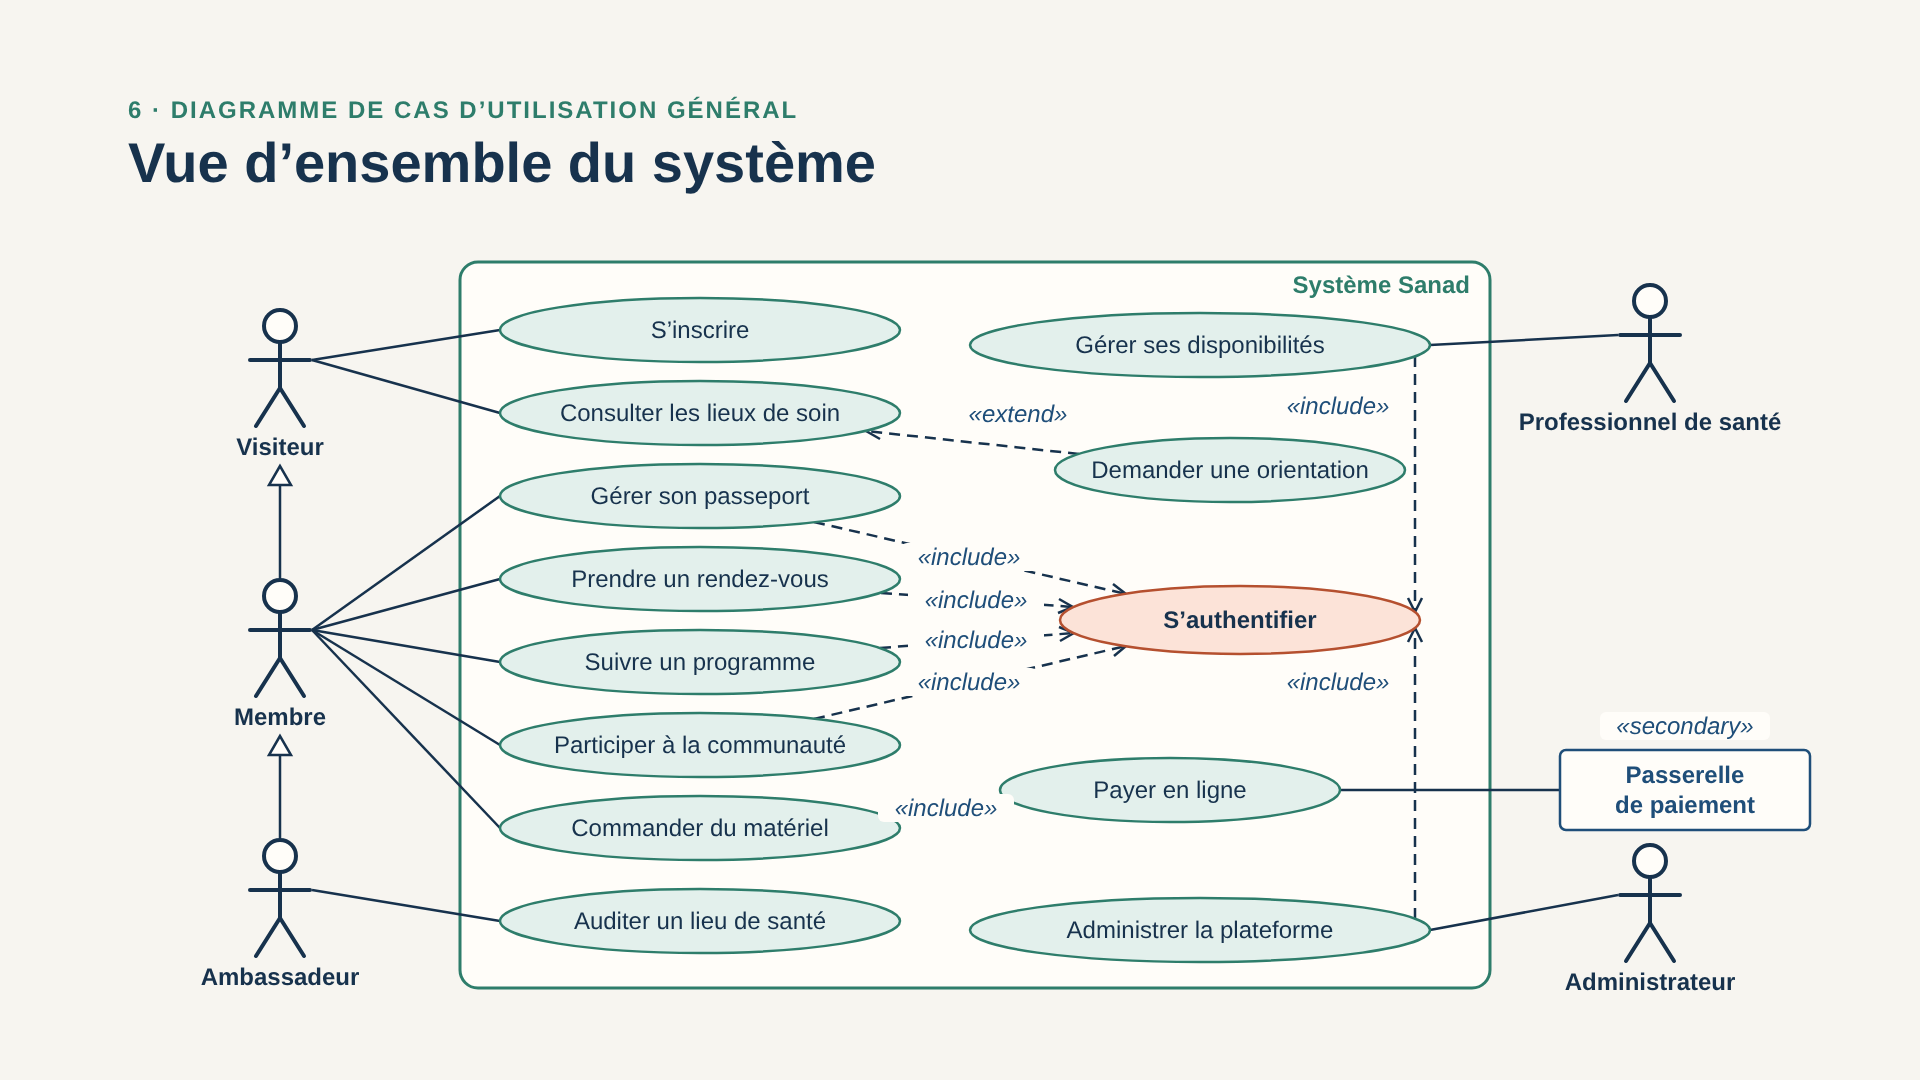 6 · DIAGRAMME DE CAS D’UTILISATION GÉNÉRAL
Vue d’ensemble du système
Système Sanad
S’inscrire
Gérer ses disponibilités
Consulter les lieux de soin
«extend»
«include»
Professionnel de santé
Visiteur
Demander une orientation
Gérer son passeport
«include»
Prendre un rendez-vous
«include»
S’authentifier
«include»
Suivre un programme
«include»
«include»
Membre
«secondary»
Participer à la communauté
Passerelle
de paiement
Payer en ligne
«include»
Commander du matériel
Auditer un lieu de santé
Administrer la plateforme
Ambassadeur
Administrateur